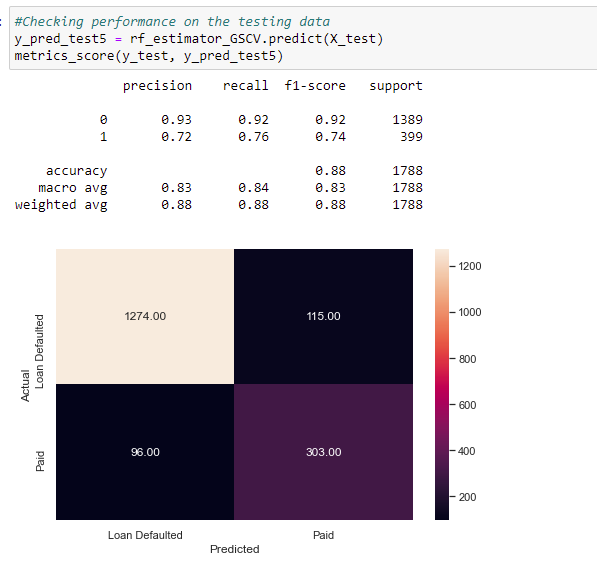 :
#Checking performance on the testing data
y_pred_test5 = rf_estimator_GSCV.predict(X_test)
metrics_score(y_test, y_pred_test5)
precision recall f1-score support
0 0.93 0.92 0.92 1389
1 0.72 0.76 0.74 399
accuracy 0.88 1788
macro avg 0.83 0.84 0.83 1788
weighted avg 0.88 0.88 0.88 1788
Actual
Loan Defaulted
Paid
1274.00 115.00
96.00 303.00
Loan Defaulted Paid
Predicted
1200
1000
800
600
400
200